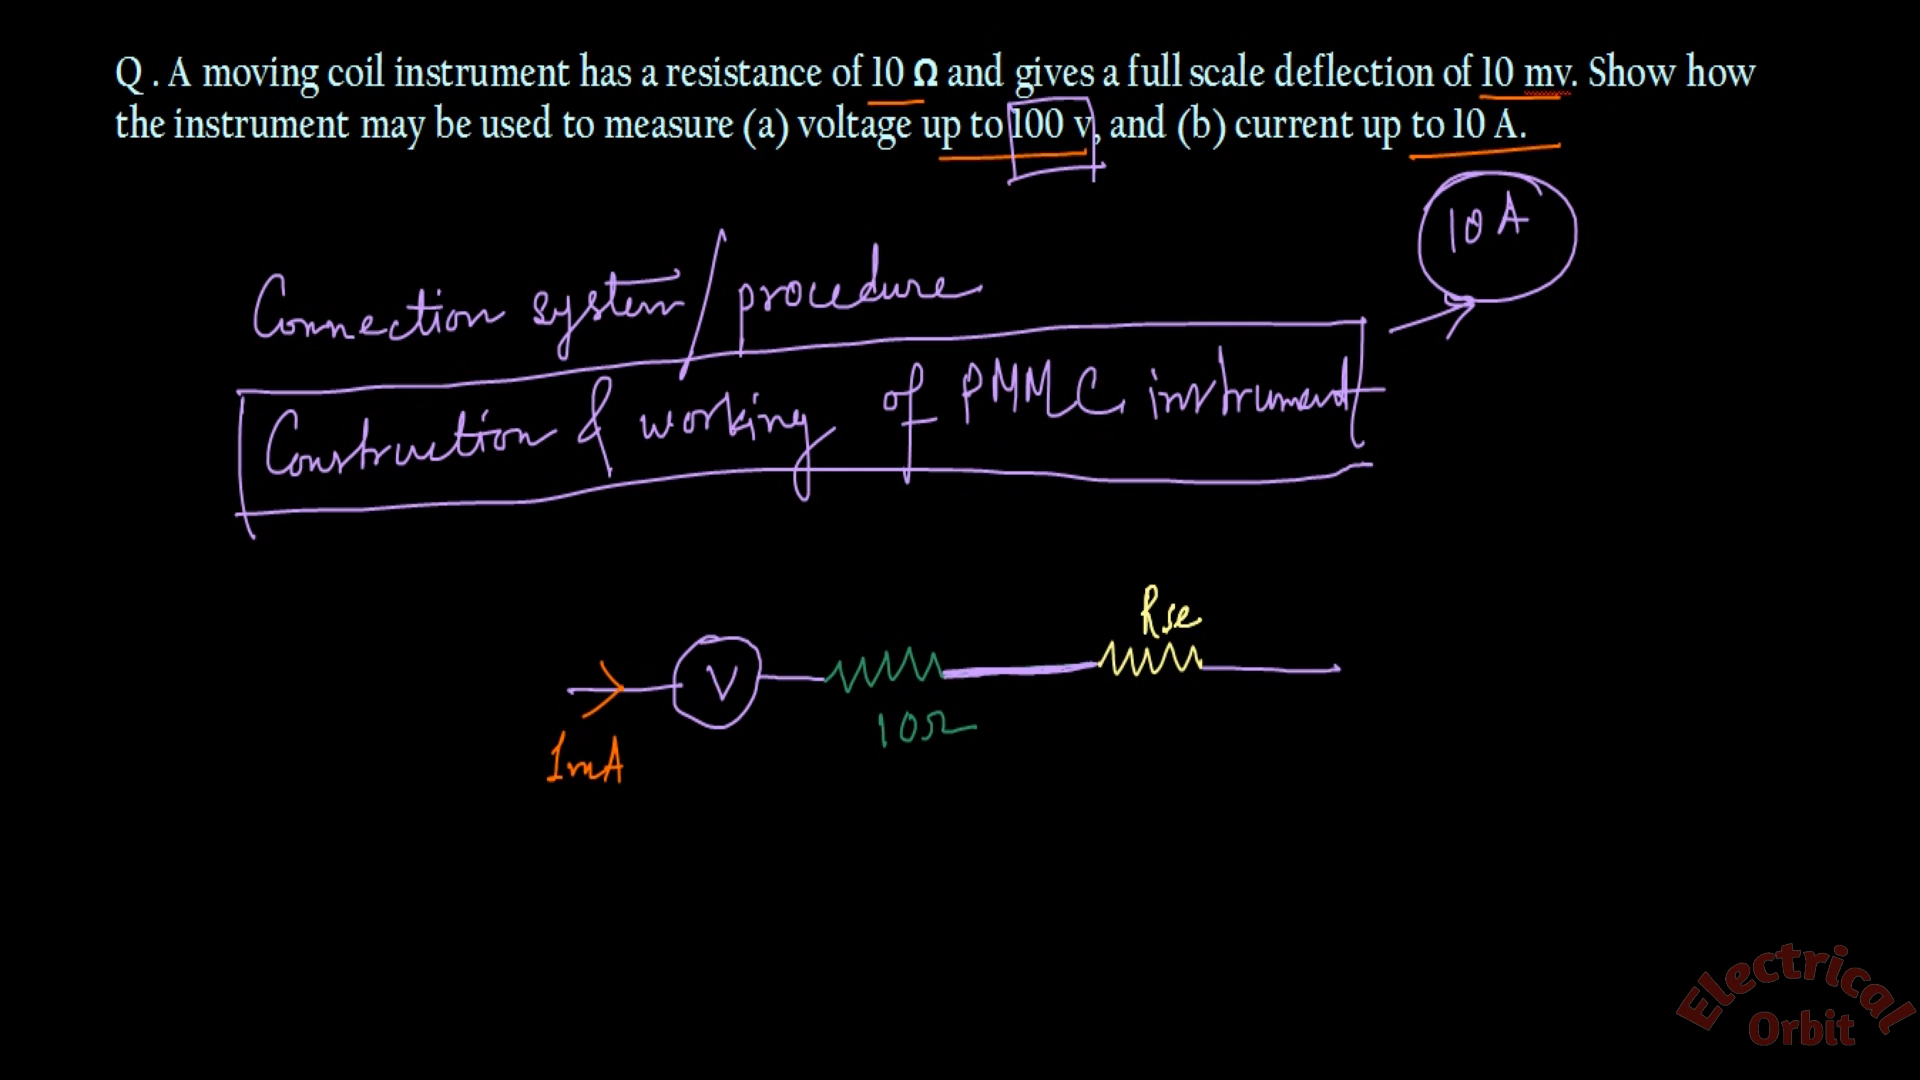 Q . A moving coil instrument has a resistance of 10 Ω and gives a full scale deflection of 10 mv. Show how
the instrument may be used to measure (a) voltage up to 100 v, and (b) current up to 10 A.
10 A
Connection system/procedure
Construction & working of PMMC instrument
Rse
V
10Ω
1mA
Electrical
Orbit